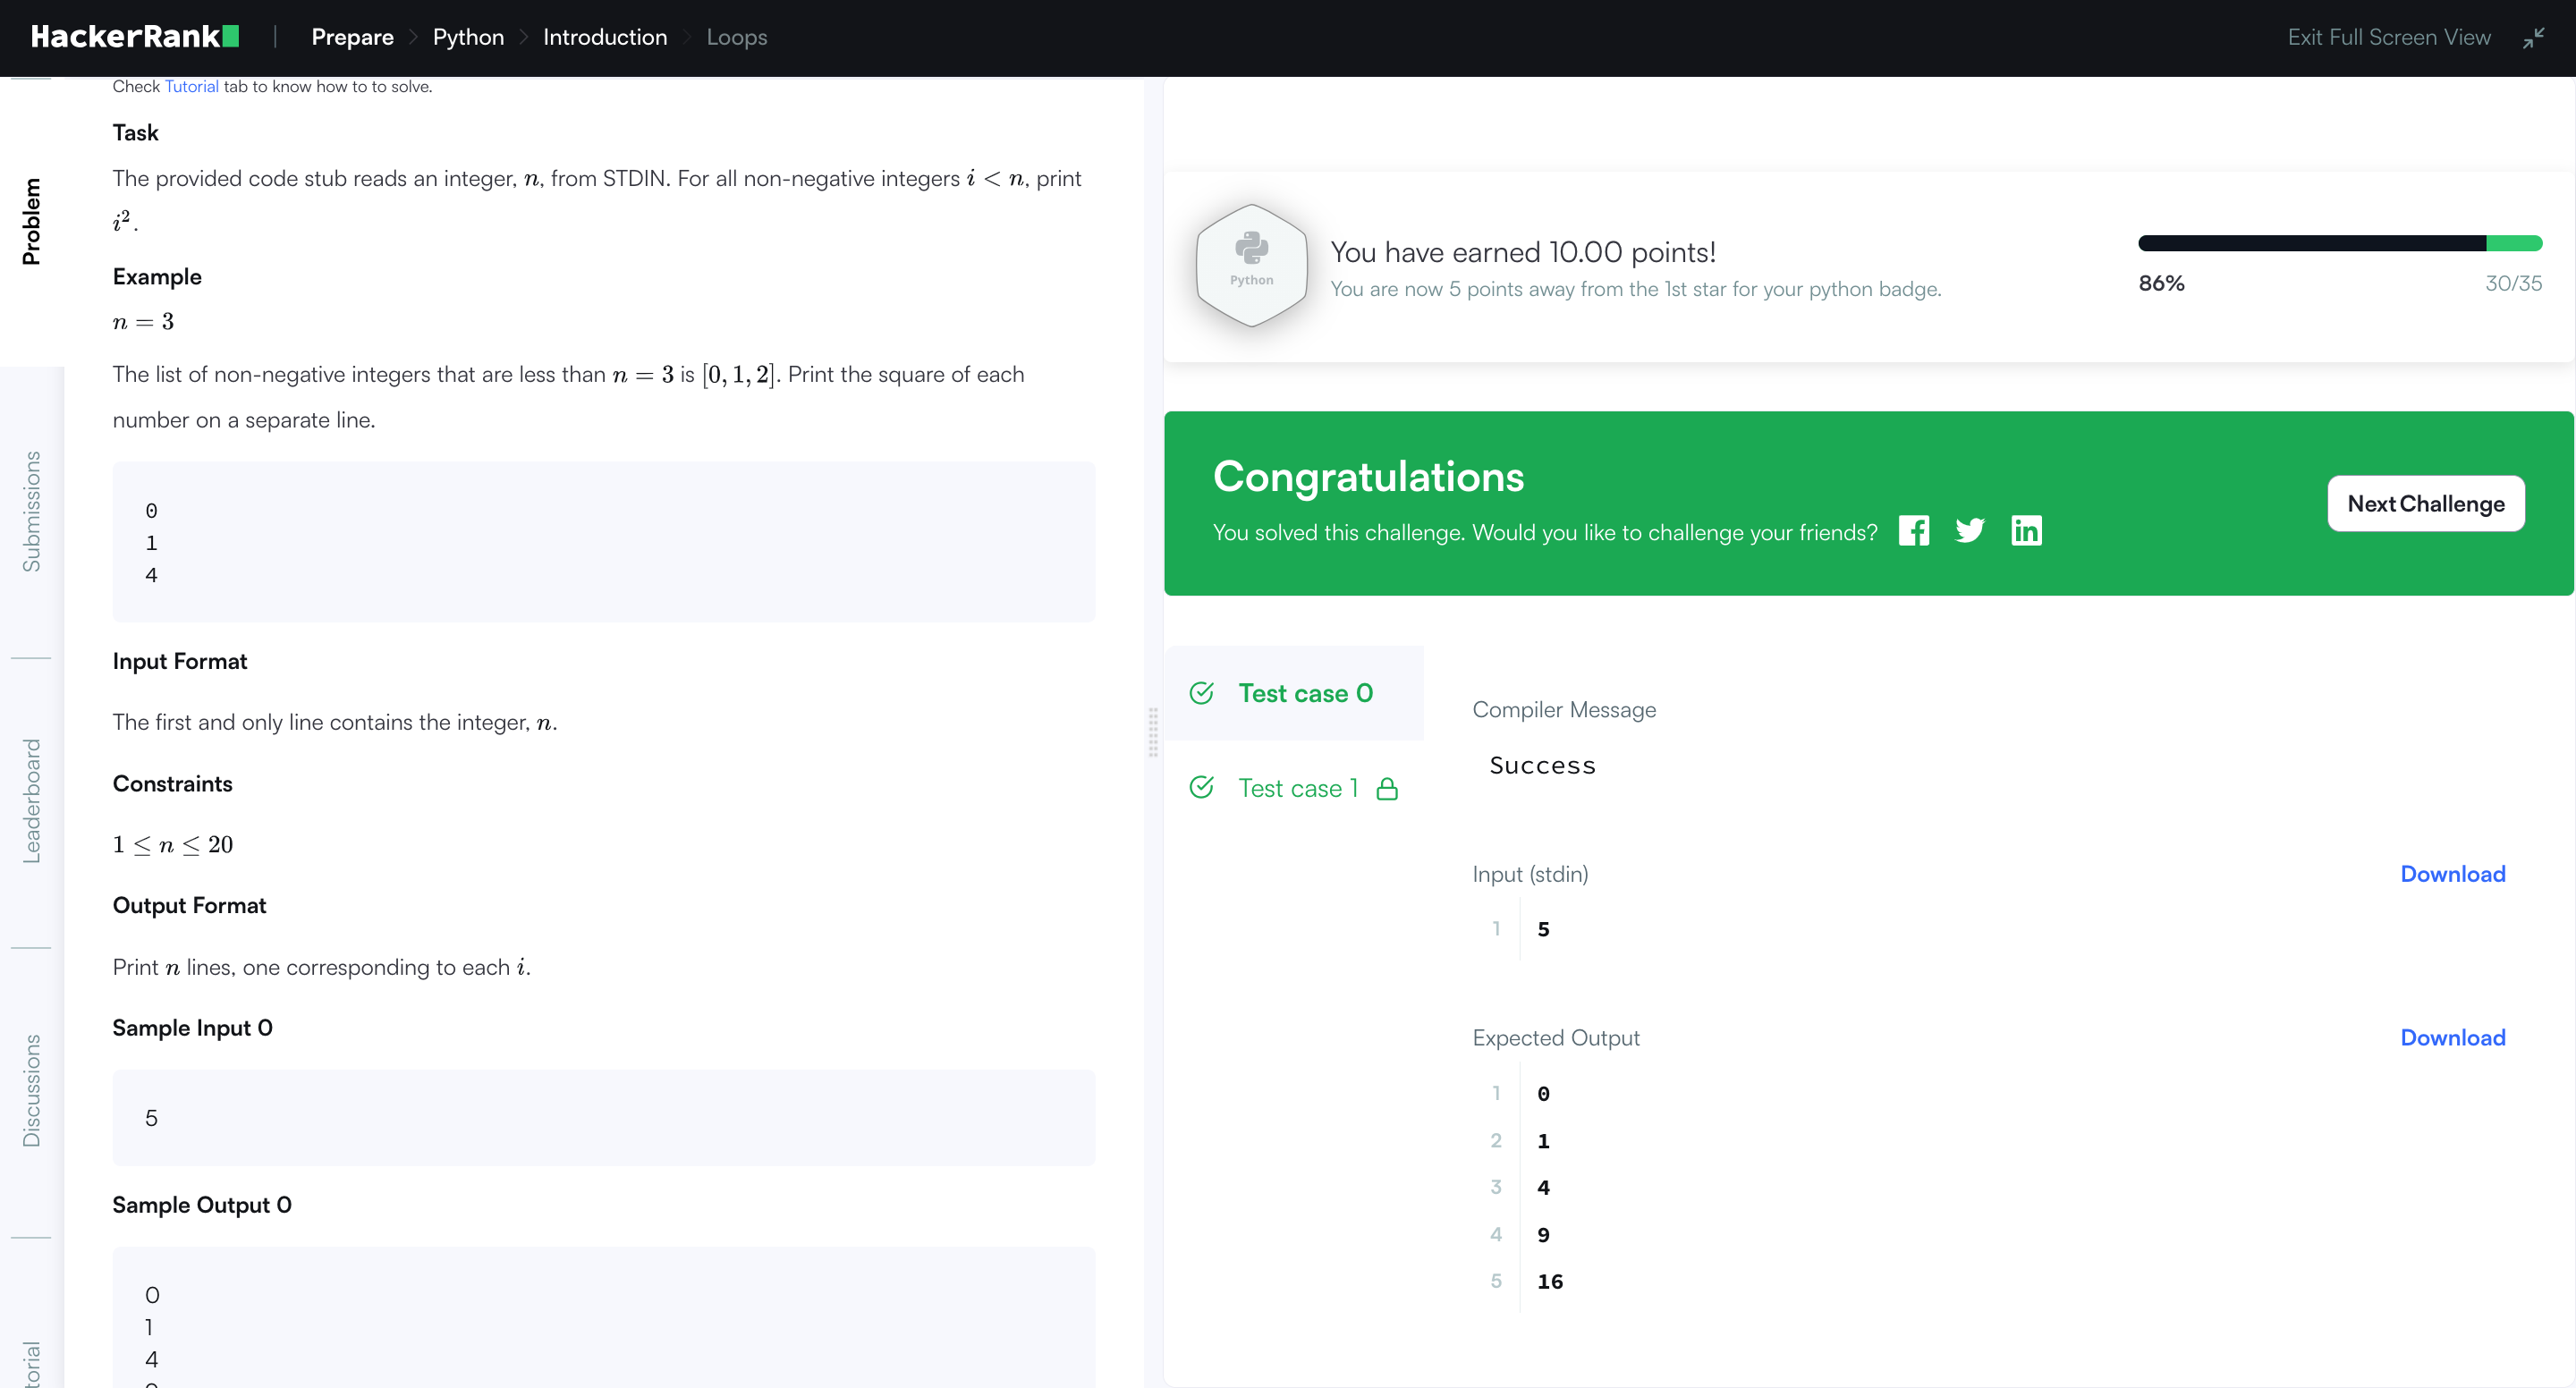 HackerRank
Prepare > Python > Introduction > Loops
Exit Full Screen View
Problem
Submissions
Leaderboard
Discussions
Check Tutorial tab to know how to to solve.
Task
The provided code stub reads an integer, n, from STDIN. For all non-negative integers i < n, print
i².
Example
n = 3
The list of non-negative integers that are less than n = 3 is [0, 1, 2]. Print the square of each
number on a separate line.
0
1
4
Input Format
The first and only line contains the integer, n.
Constraints
1 ≤ n ≤ 20
Output Format
Print n lines, one corresponding to each i.
Sample Input 0
5
Sample Output 0
0
1
4
Python
You have earned 10.00 points!
You are now 5 points away from the 1st star for your python badge.
86%
30/35
Congratulations
You solved this challenge. Would you like to challenge your friends?
Next Challenge
Test case 0
Test case 1
Compiler Message
Success
Input (stdin)
Download
1 5
Expected Output
Download
1 0
2 1
3 4
4 9
5 16